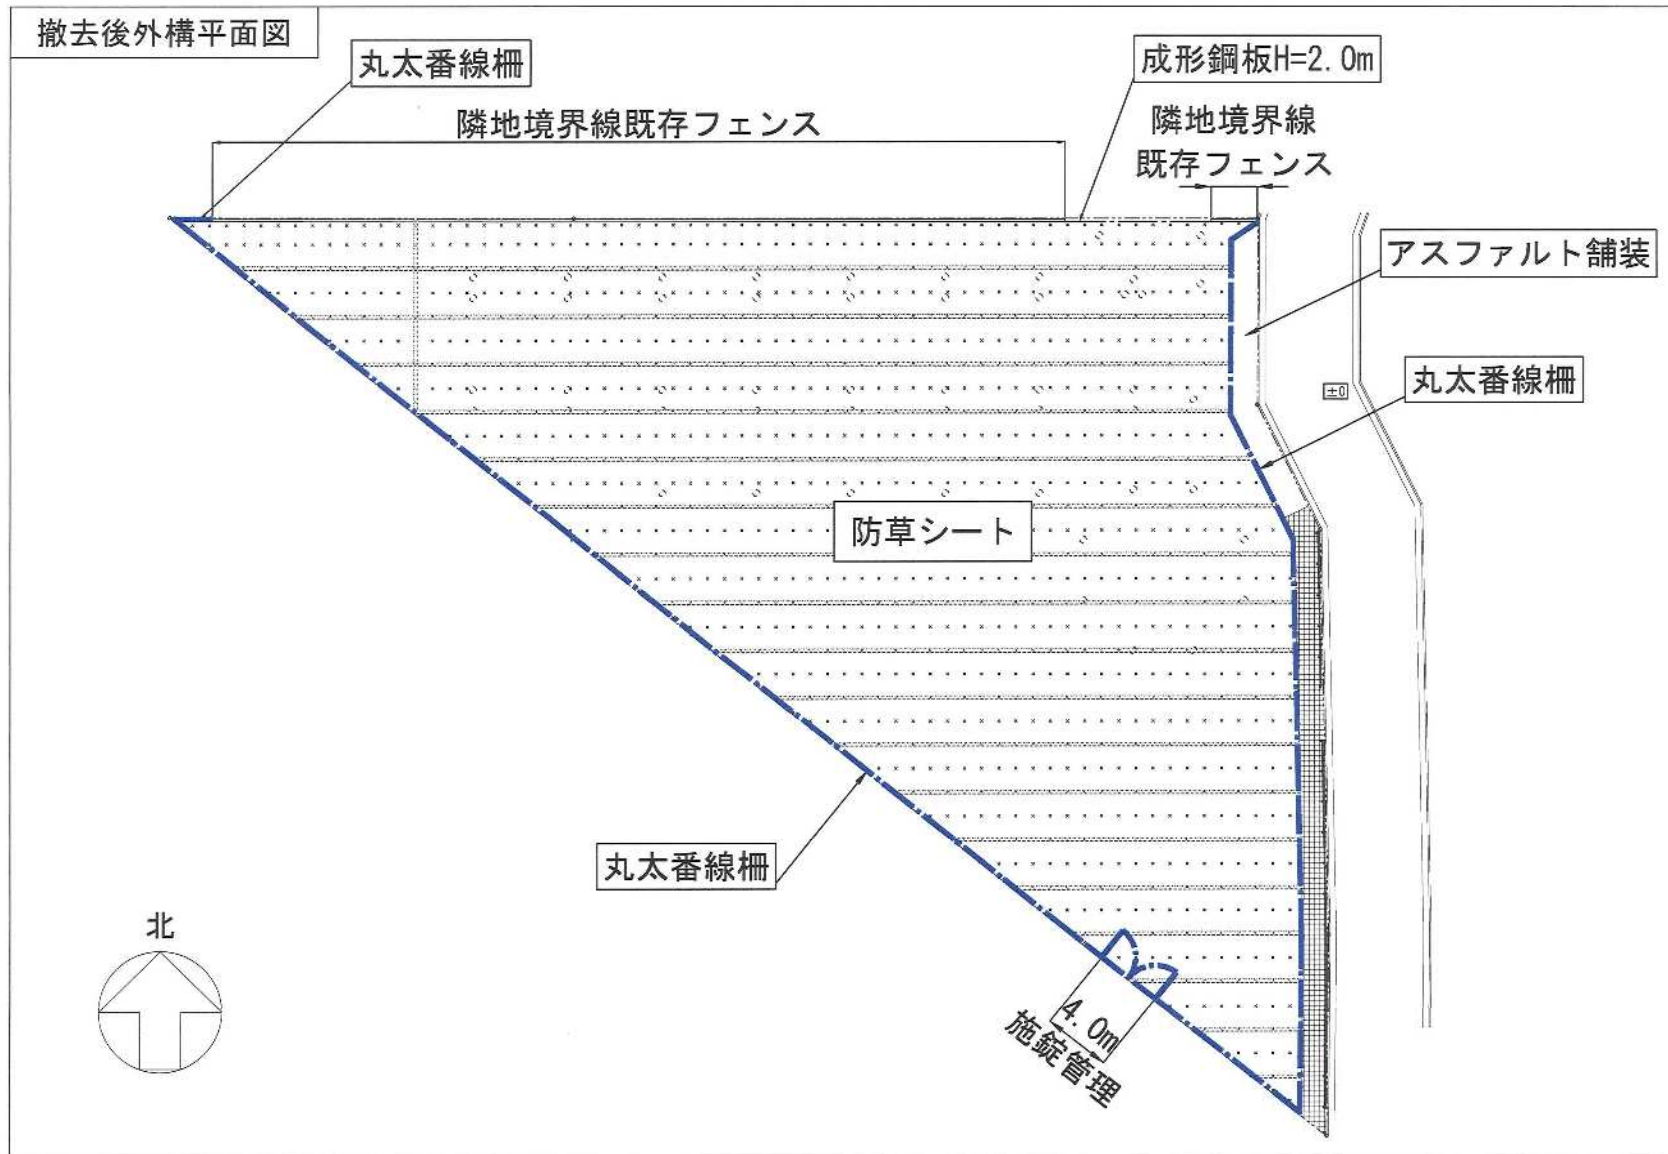 撤去後外構平面図
丸太番線柵
成形鋼板H=2.0m
隣地境界線既存フェンス
隣地境界線
既存フェンス
アスファルト舗装
丸太番線柵
±0
防草シート
丸太番線柵
北
4.0m
施錠管理